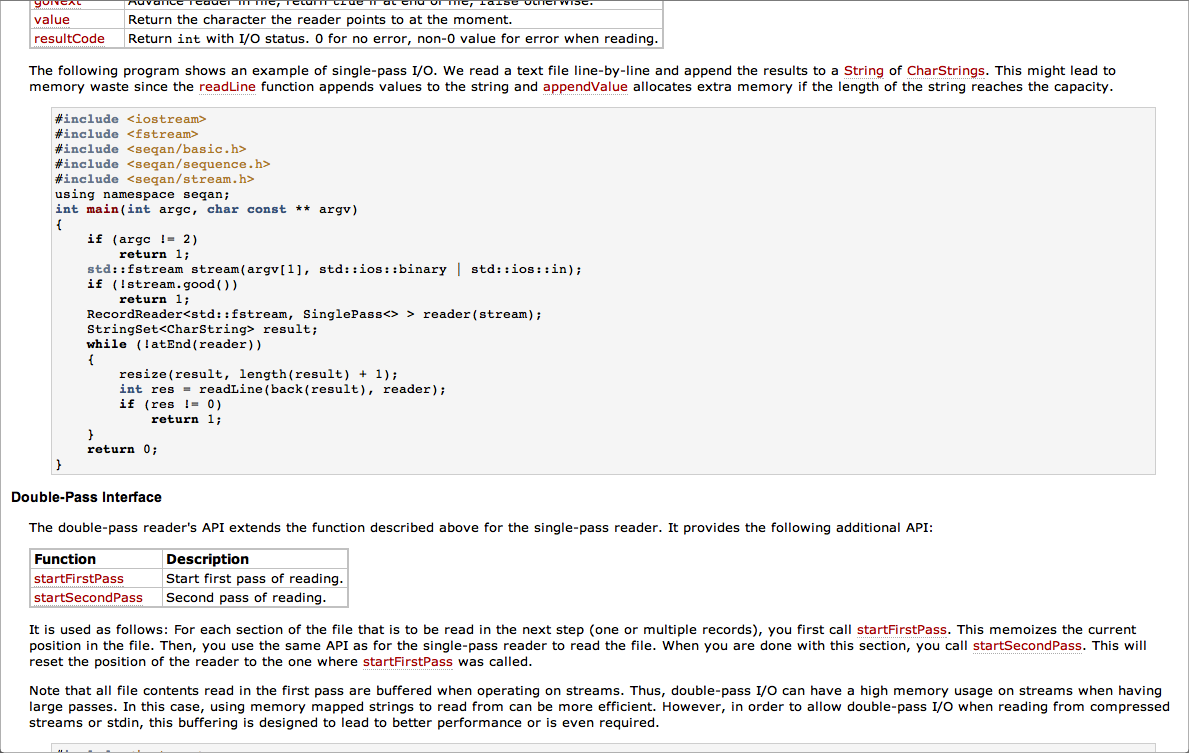 goNext Advance reader in file, return true if at end of file, false otherwise.
value Return the character the reader points to at the moment.
resultCode Return int with I/O status. 0 for no error, non-0 value for error when reading.
The following program shows an example of single-pass I/O. We read a text file line-by-line and append the results to a String of CharStrings. This might lead to
memory waste since the readLine function appends values to the string and appendValue allocates extra memory if the length of the string reaches the capacity.
#include <iostream>
#include <fstream>
#include <seqan/basic.h>
#include <seqan/sequence.h>
#include <seqan/stream.h>
using namespace seqan;
int main(int argc, char const ** argv)
{
    if (argc != 2)
        return 1;
    std::fstream stream(argv[1], std::ios::binary | std::ios::in);
    if (!stream.good())
        return 1;
    RecordReader<std::fstream, SinglePass<> > reader(stream);
    StringSet<CharString> result;
    while (!atEnd(reader))
    {
        resize(result, length(result) + 1);
        int res = readLine(back(result), reader);
        if (res != 0)
            return 1;
    }
    return 0;
}
Double-Pass Interface
The double-pass reader's API extends the function described above for the single-pass reader. It provides the following additional API:
Function Description
startFirstPass Start first pass of reading.
startSecondPass Second pass of reading.
It is used as follows: For each section of the file that is to be read in the next step (one or multiple records), you first call startFirstPass. This memoizes the current
position in the file. Then, you use the same API as for the single-pass reader to read the file. When you are done with this section, you call startSecondPass. This will
reset the position of the reader to the one where startFirstPass was called.
Note that all file contents read in the first pass are buffered when operating on streams. Thus, double-pass I/O can have a high memory usage on streams when having
large passes. In this case, using memory mapped strings to read from can be more efficient. However, in order to allow double-pass I/O when reading from compressed
streams or stdin, this buffering is designed to lead to better performance or is even required.